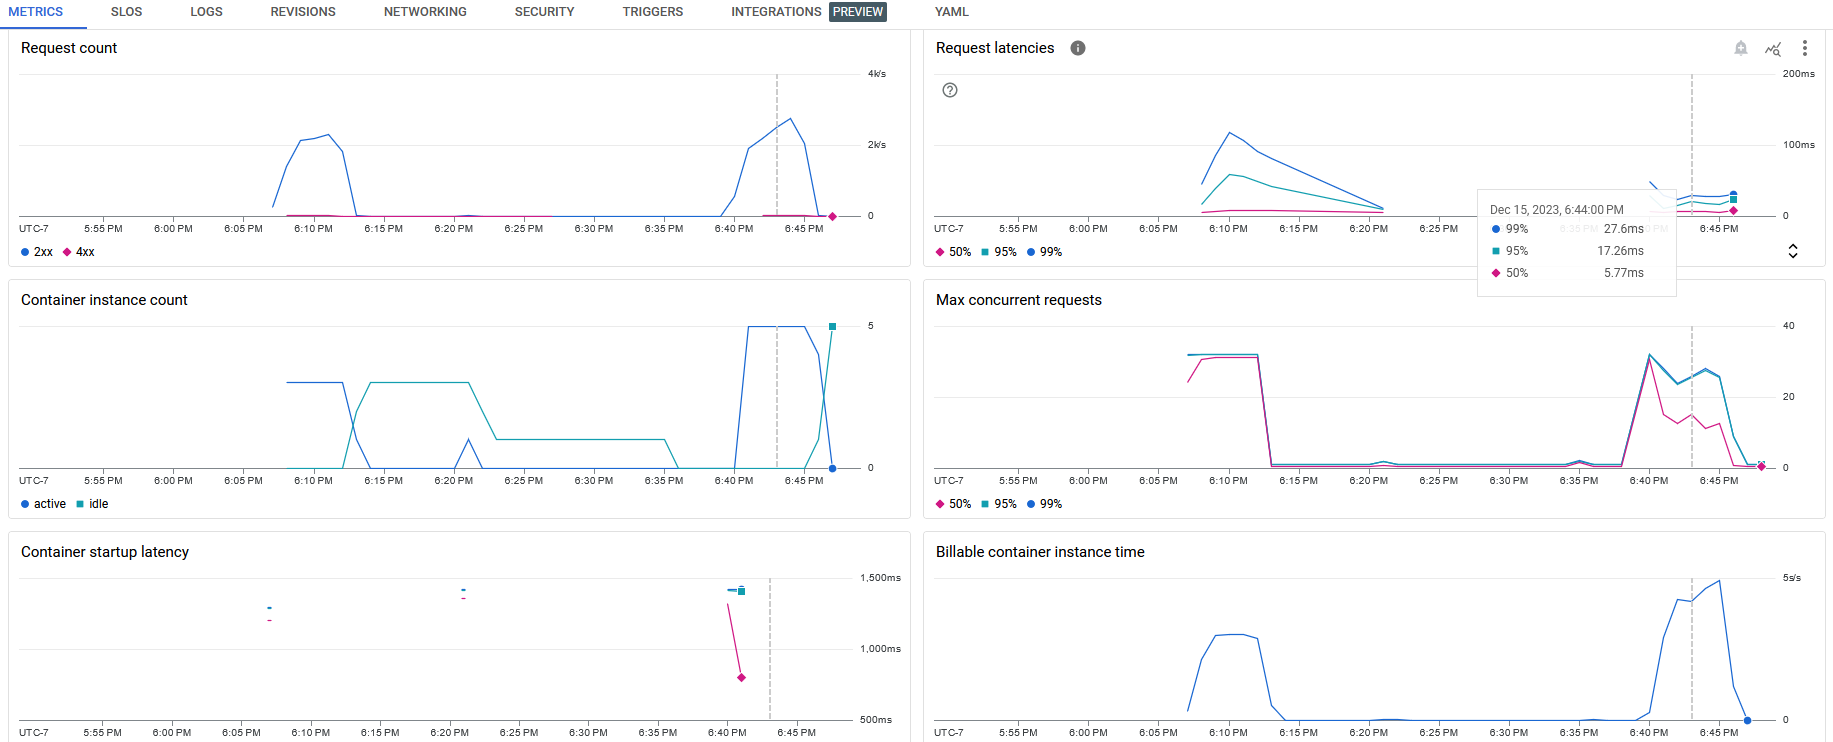 METRICS SLOS LOGS REVISIONS NETWORKING SECURITY TRIGGERS INTEGRATIONS PREVIEW YAML
Request count
4k/s
2k/s
0
UTC-7 5:55 PM 6:00 PM 6:05 PM 6:10 PM 6:15 PM 6:20 PM 6:25 PM 6:30 PM 6:35 PM 6:40 PM 6:45 PM
2xx 4xx
Request latencies
200ms
100ms
0
UTC-7 5:55 PM 6:00 PM 6:05 PM 6:10 PM 6:15 PM 6:20 PM 6:25 PM 6:30 PM 6:35 PM 6:45 PM
50% 95% 99%
Dec 15, 2023, 6:44:00 PM
99% 27.6ms
95% 17.26ms
50% 5.77ms
Container instance count
5
0
UTC-7 5:55 PM 6:00 PM 6:05 PM 6:10 PM 6:15 PM 6:20 PM 6:25 PM 6:30 PM 6:35 PM 6:40 PM 6:45 PM
active idle
Max concurrent requests
40
20
0
UTC-7 5:55 PM 6:00 PM 6:05 PM 6:10 PM 6:15 PM 6:20 PM 6:25 PM 6:30 PM 6:35 PM 6:40 PM 6:45 PM
50% 95% 99%
Container startup latency
1,500ms
1,000ms
500ms
UTC-7 5:55 PM 6:00 PM 6:05 PM 6:10 PM 6:15 PM 6:20 PM 6:25 PM 6:30 PM 6:35 PM 6:40 PM 6:45 PM
Billable container instance time
5s/s
0
UTC-7 5:55 PM 6:00 PM 6:05 PM 6:10 PM 6:15 PM 6:20 PM 6:25 PM 6:30 PM 6:35 PM 6:40 PM 6:45 PM